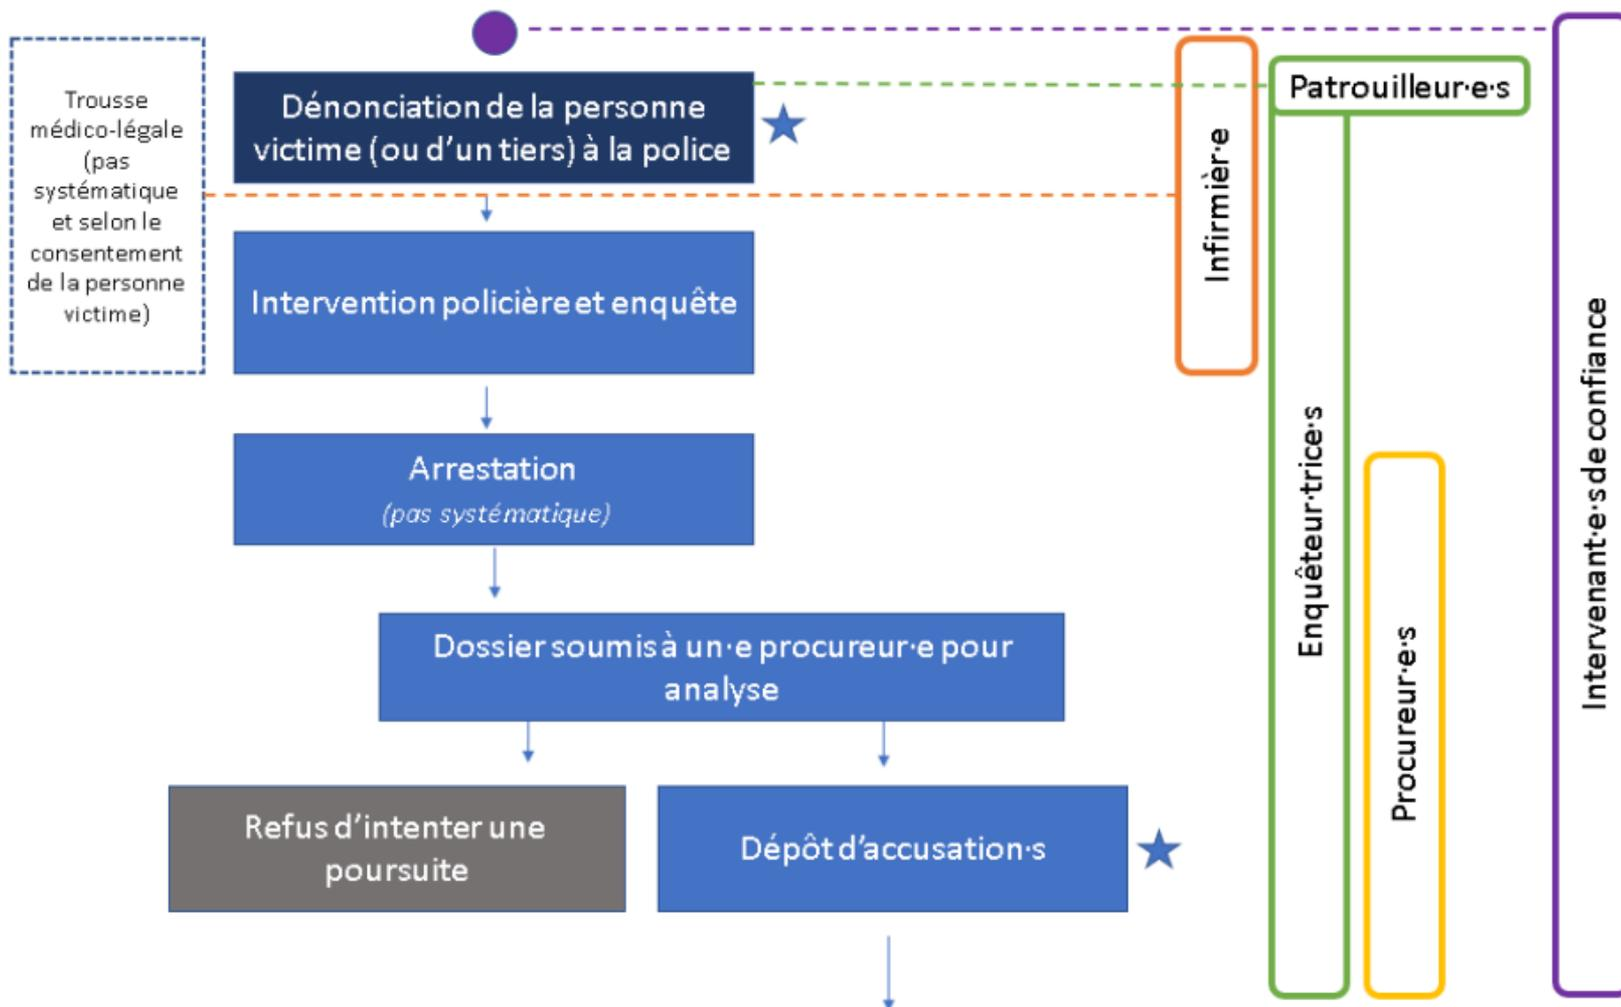 Trousse
médico-légale
(pas
systématique
et selon le
consentement
de la personne
victime)
Dénonciation de la personne
victime (ou d'un tiers) à la police
Intervention policière et enquête
Arrestation
(pas systématique)
Dossier soumis à un·e procureur·e pour
analyse
Refus d'intenter une
poursuite
Dépôt d'accusation·s
Infirmièr·e
Patrouilleur·e·s
Enquêteur·trice·s
Procureur·e·s
Intervenant·e·s de confiance